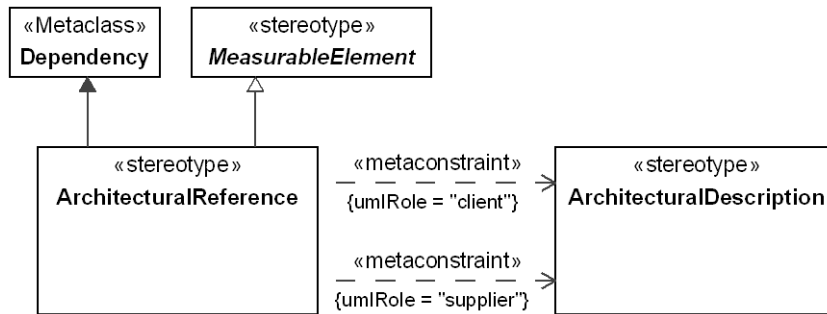 «Metaclass»
Dependency
«stereotype»
MeasurableElement
«stereotype»
ArchitecturalReference
«metaconstraint»
{umlRole = "client"}
«metaconstraint»
{umlRole = "supplier"}
«stereotype»
ArchitecturalDescription